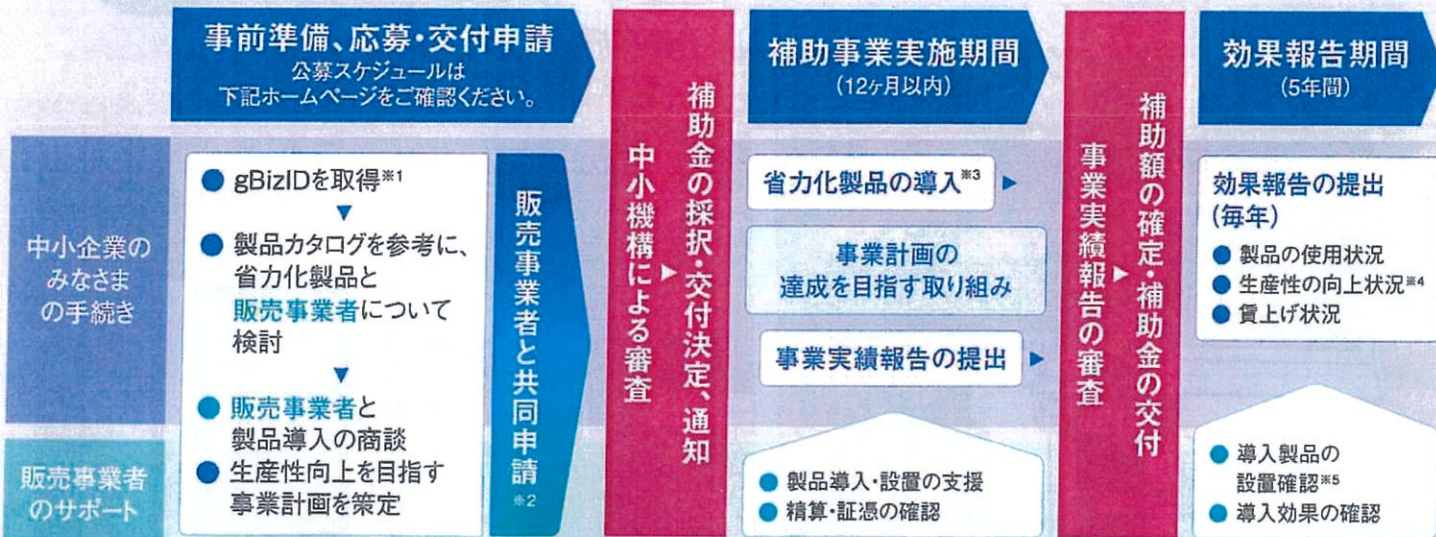 事前準備、応募・交付申請
公募スケジュールは
下記ホームページをご確認ください。
中小企業の
みなさま
の手続き
販売事業者
のサポート
● gBizIDを取得※1
▼
● 製品カタログを参考に、
省力化製品と
販売事業者について
検討
▼
● 販売事業者と
製品導入の商談
● 生産性向上を目指す
事業計画を策定
販売事業者と共同申請※2
中小機構による審査
▶
補助金の採択・交付決定、通知
補助事業実施期間
(12ヶ月以内)
省力化製品の導入※3 ▶
事業計画の
達成を目指す取り組み
事業実績報告の提出 ▶
● 製品導入・設置の支援
● 精算・証憑の確認
事業実績報告の審査
▶
補助額の確定・補助金の交付
効果報告期間
(5年間)
効果報告の提出
(毎年)
● 製品の使用状況
● 生産性の向上状況※4
● 賃上げ状況
● 導入製品の
設置確認※5
● 導入効果の確認